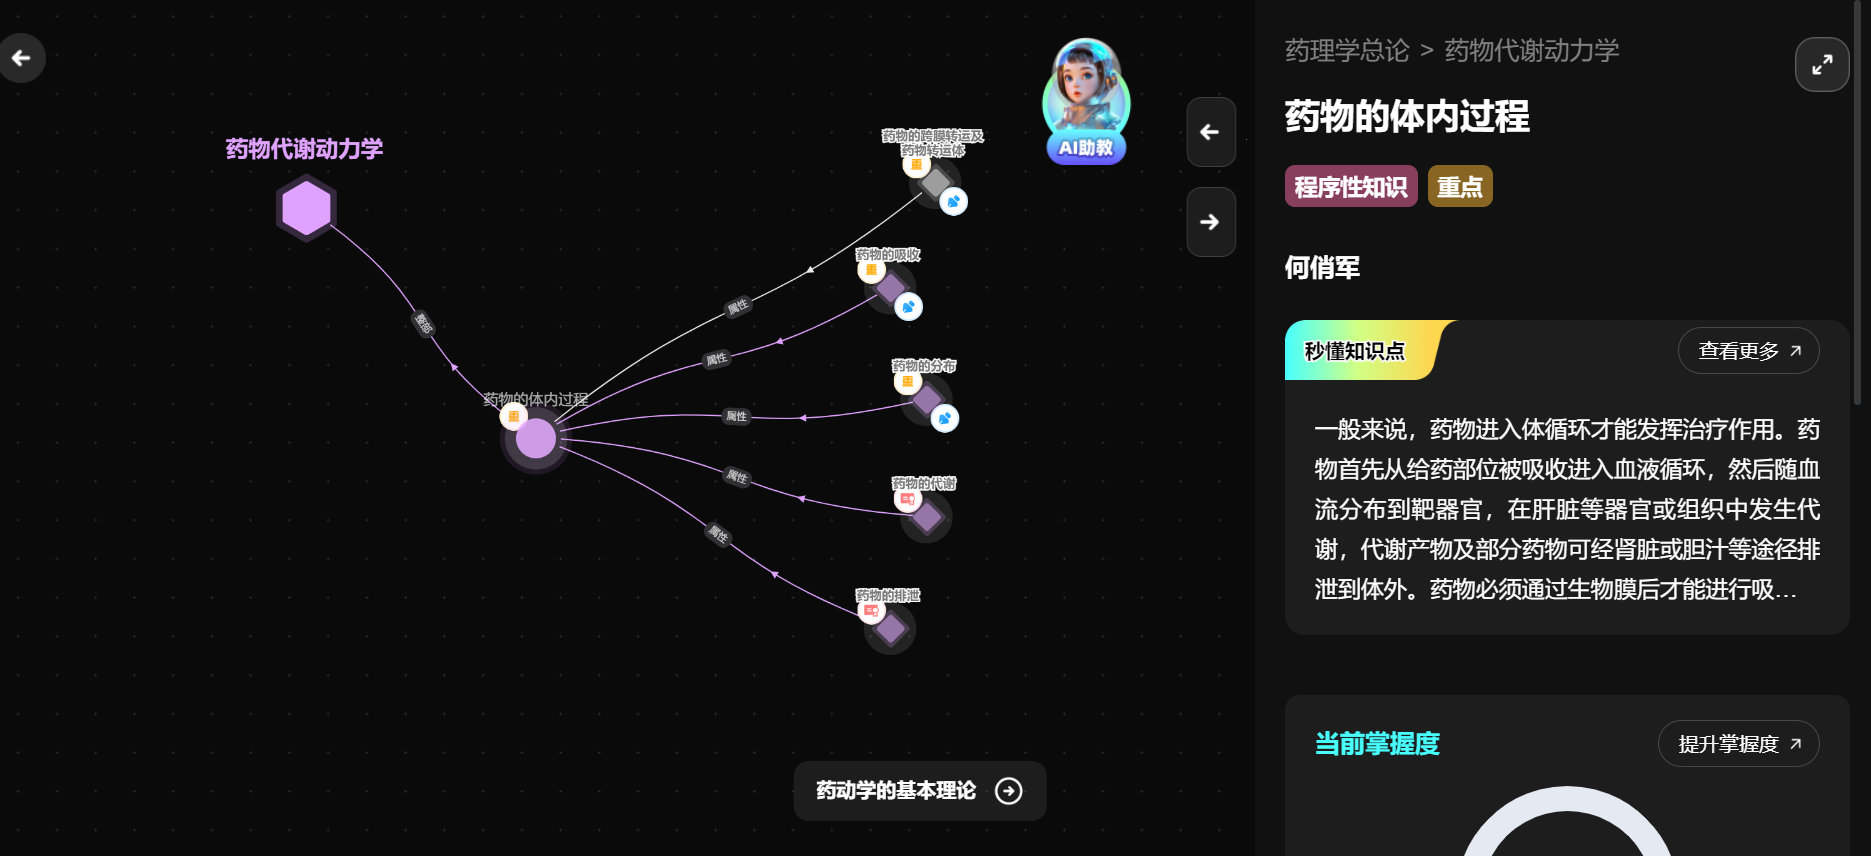 药物代谢动力学
整部
药物的体内过程
重
药物的跨膜转运及
药物转运体
重
属性
药物的吸收
重
属性
药物的分布
重
属性
药物的代谢
属性
药物的排泄
属性
AI助教
药动学的基本理论
药理学总论 > 药物代谢动力学
药物的体内过程
程序性知识
重点
何俏军
秒懂知识点
查看更多
一般来说，药物进入体循环才能发挥治疗作用。药
物首先从给药部位被吸收进入血液循环，然后随血
流分布到靶器官，在肝脏等器官或组织中发生代
谢，代谢产物及部分药物可经肾脏或胆汁等途径排
泄到体外。药物必须通过生物膜后才能进行吸...
当前掌握度
提升掌握度